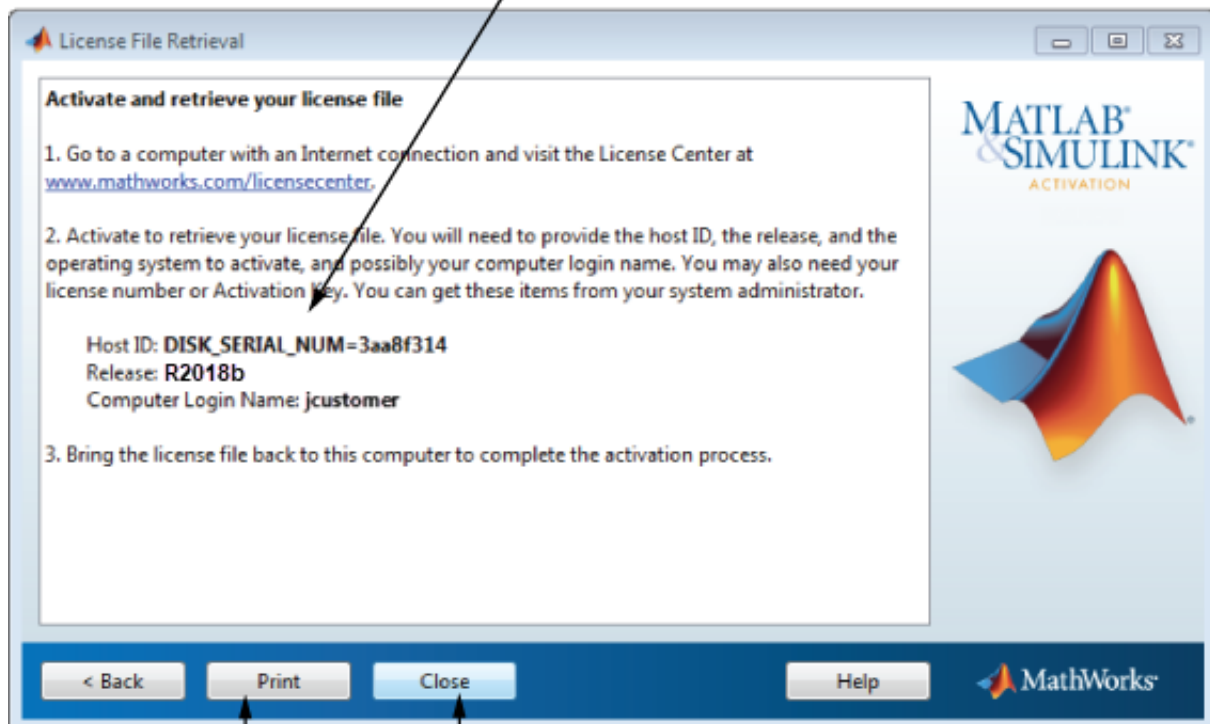 License File Retrieval
Activate and retrieve your license file
1. Go to a computer with an Internet connection and visit the License Center at
www.mathworks.com/licensecenter.
2. Activate to retrieve your license file. You will need to provide the host ID, the release, and the
operating system to activate, and possibly your computer login name. You may also need your
license number or Activation Key. You can get these items from your system administrator.
Host ID: DISK_SERIAL_NUM=3aa8f314
Release: R2018b
Computer Login Name: jcustomer
3. Bring the license file back to this computer to complete the activation process.
MATLAB®
&SIMULINK®
ACTIVATION
< Back
Print
Close
Help
MathWorks®